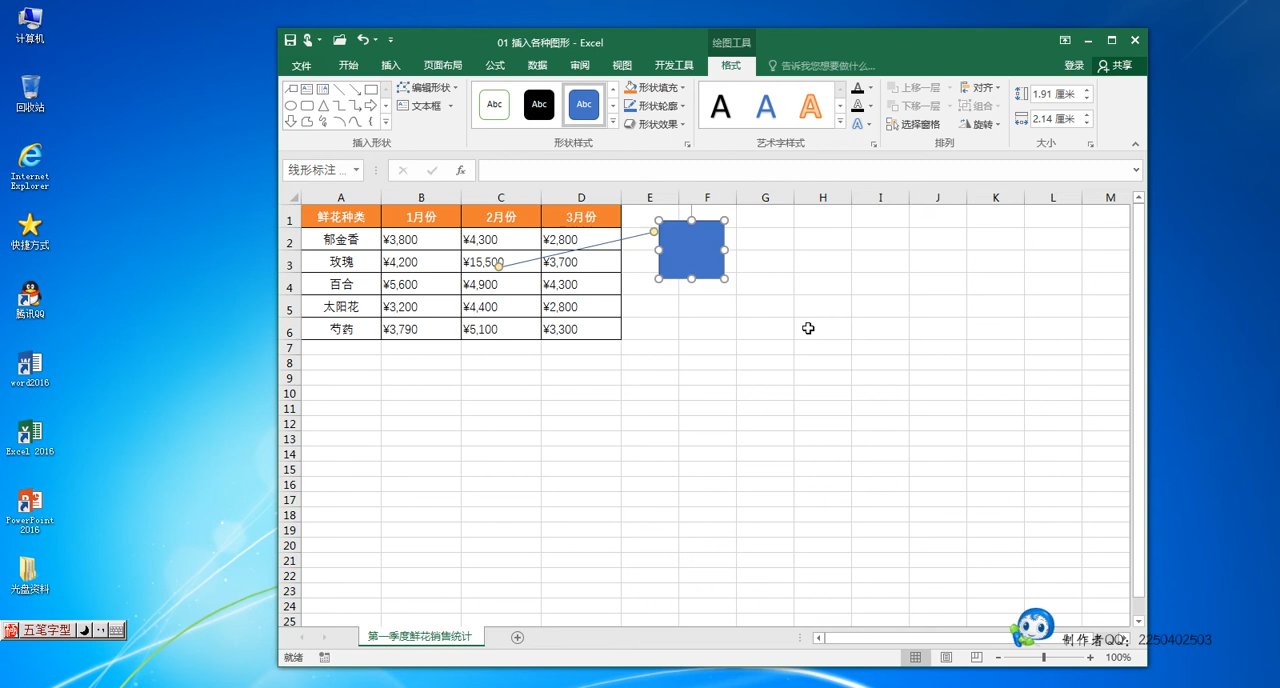 计算机
回收站
Internet
Explorer
快捷方式
腾讯QQ
word2016
Excel 2016
PowerPoint
2016
光盘资料
五笔字型
01 插入各种图形 - Excel
绘图工具
文件 开始 插入 页面布局 公式 数据 审阅 视图 开发工具 格式 告诉我您想要做什么... 登录 共享
编辑形状
文本框
插入形状
Abc Abc Abc
形状填充
形状轮廓
形状效果
形状样式
A A A
艺术字样式
上移一层 对齐
下移一层 组合
选择窗格 旋转
排列
1.91 厘米
2.14 厘米
大小
线形标注 ... fx
A B C D E F G H I J K L M
1 鲜花种类 1月份 2月份 3月份
2 郁金香 ¥3,800 ¥4,300 ¥2,800
3 玫瑰 ¥4,200 ¥15,500 ¥3,700
4 百合 ¥5,600 ¥4,900 ¥4,300
5 太阳花 ¥3,200 ¥4,400 ¥2,800
6 芍药 ¥3,790 ¥5,100 ¥3,300
7
8
9
10
11
12
13
14
15
16
17
18
19
20
21
22
23
24
25
第一季度鲜花销售统计
制作者QQ：2250402503
就绪
100%